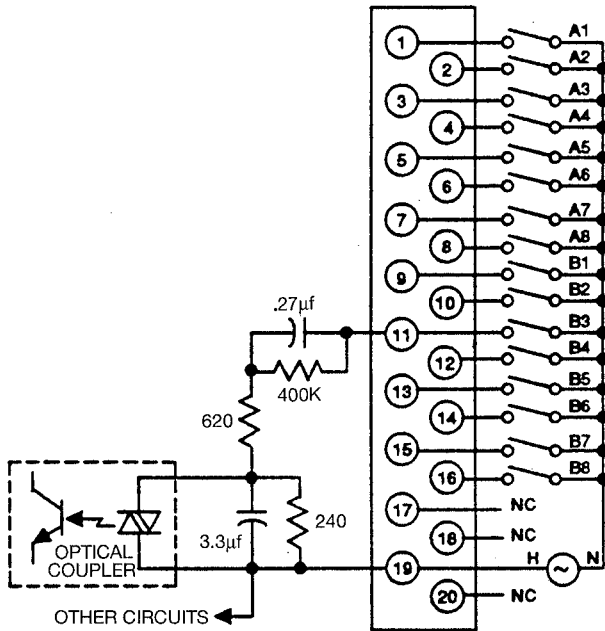 1 A1
2 A2
3 A3
4 A4
5 A5
6 A6
7 A7
8 A8
9 B1
10 B2
.27µf
11 B3
12 B4
400K
13 B5
620
14 B6
15 B7
16 B8
17 NC
3.3µf
240
18 NC
OPTICAL
COUPLER
19 H ~ N
20 NC
OTHER CIRCUITS